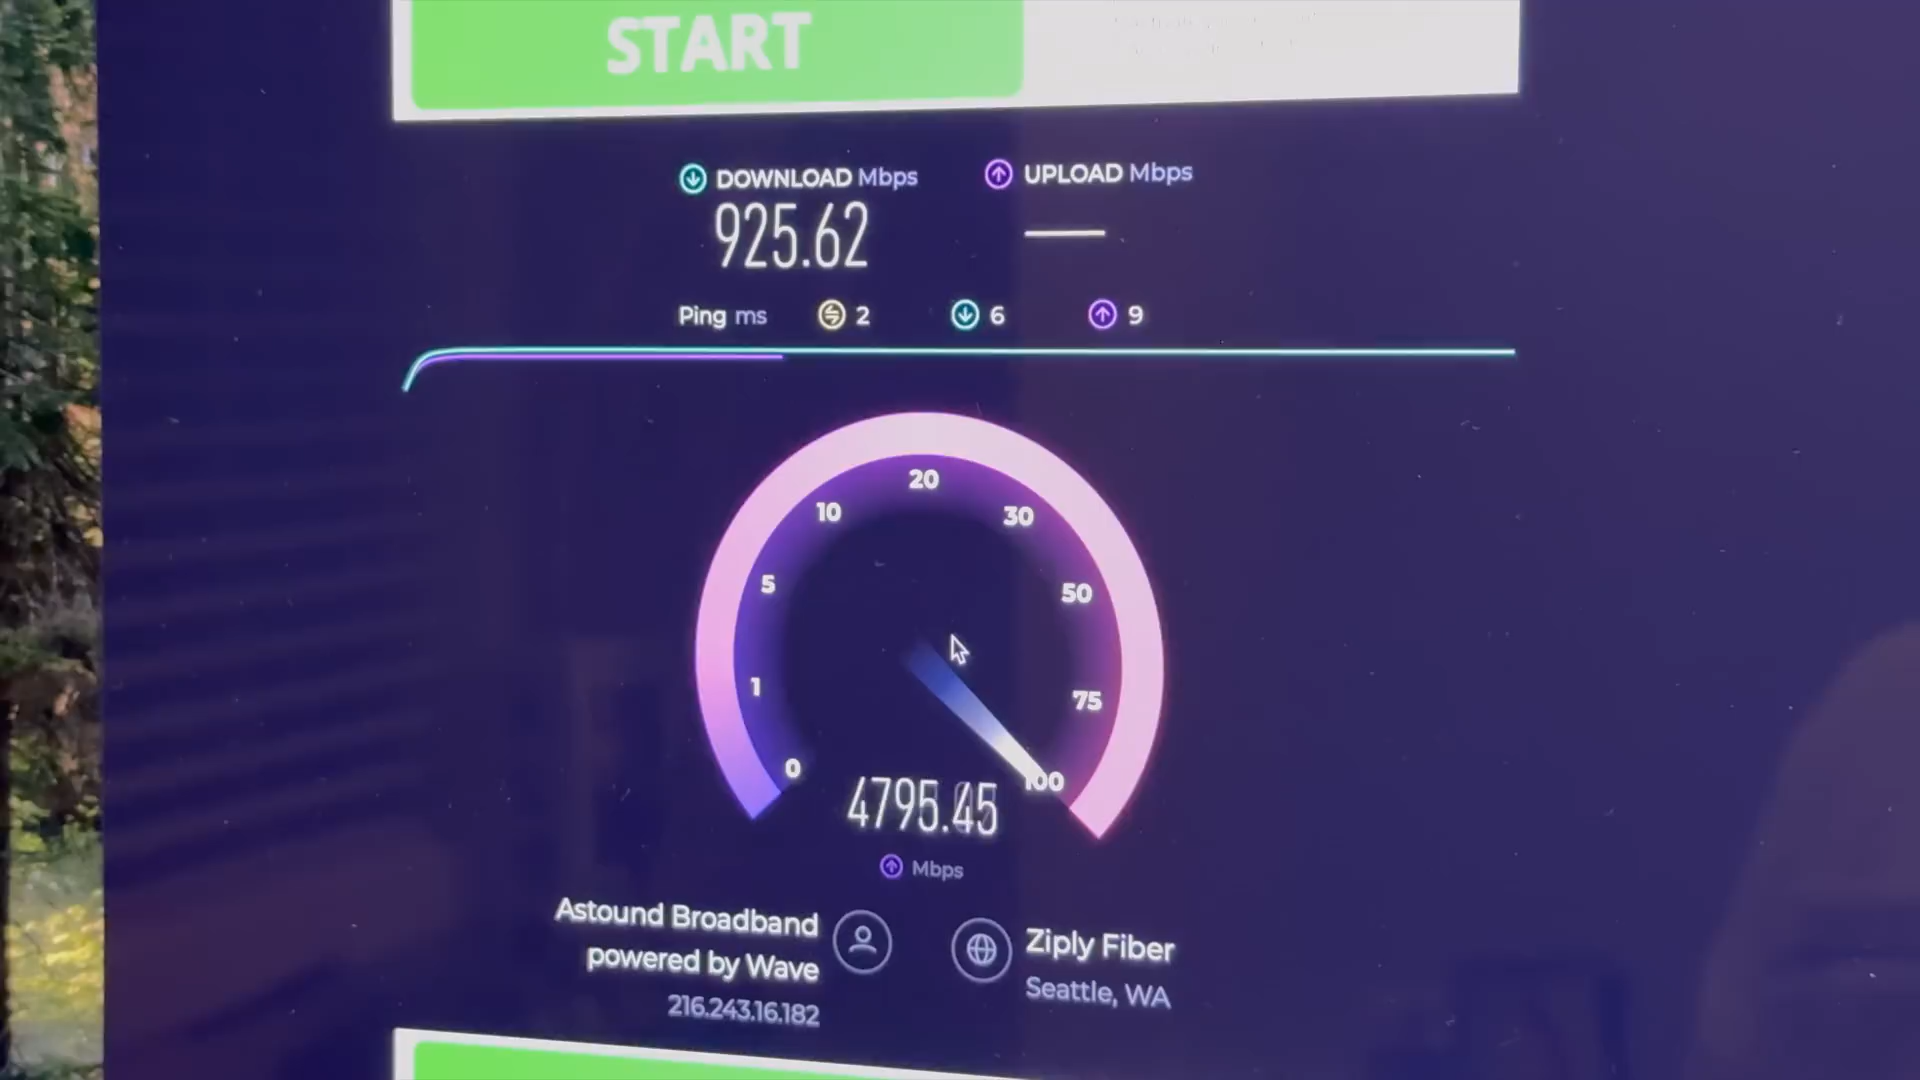 START
DOWNLOAD Mbps
925.62
UPLOAD Mbps
Ping ms 2 6 9
0
1
5
10
20
30
50
75
100
4795.45
Mbps
Astound Broadband
powered by Wave
216.243.16.182
Ziply Fiber
Seattle, WA